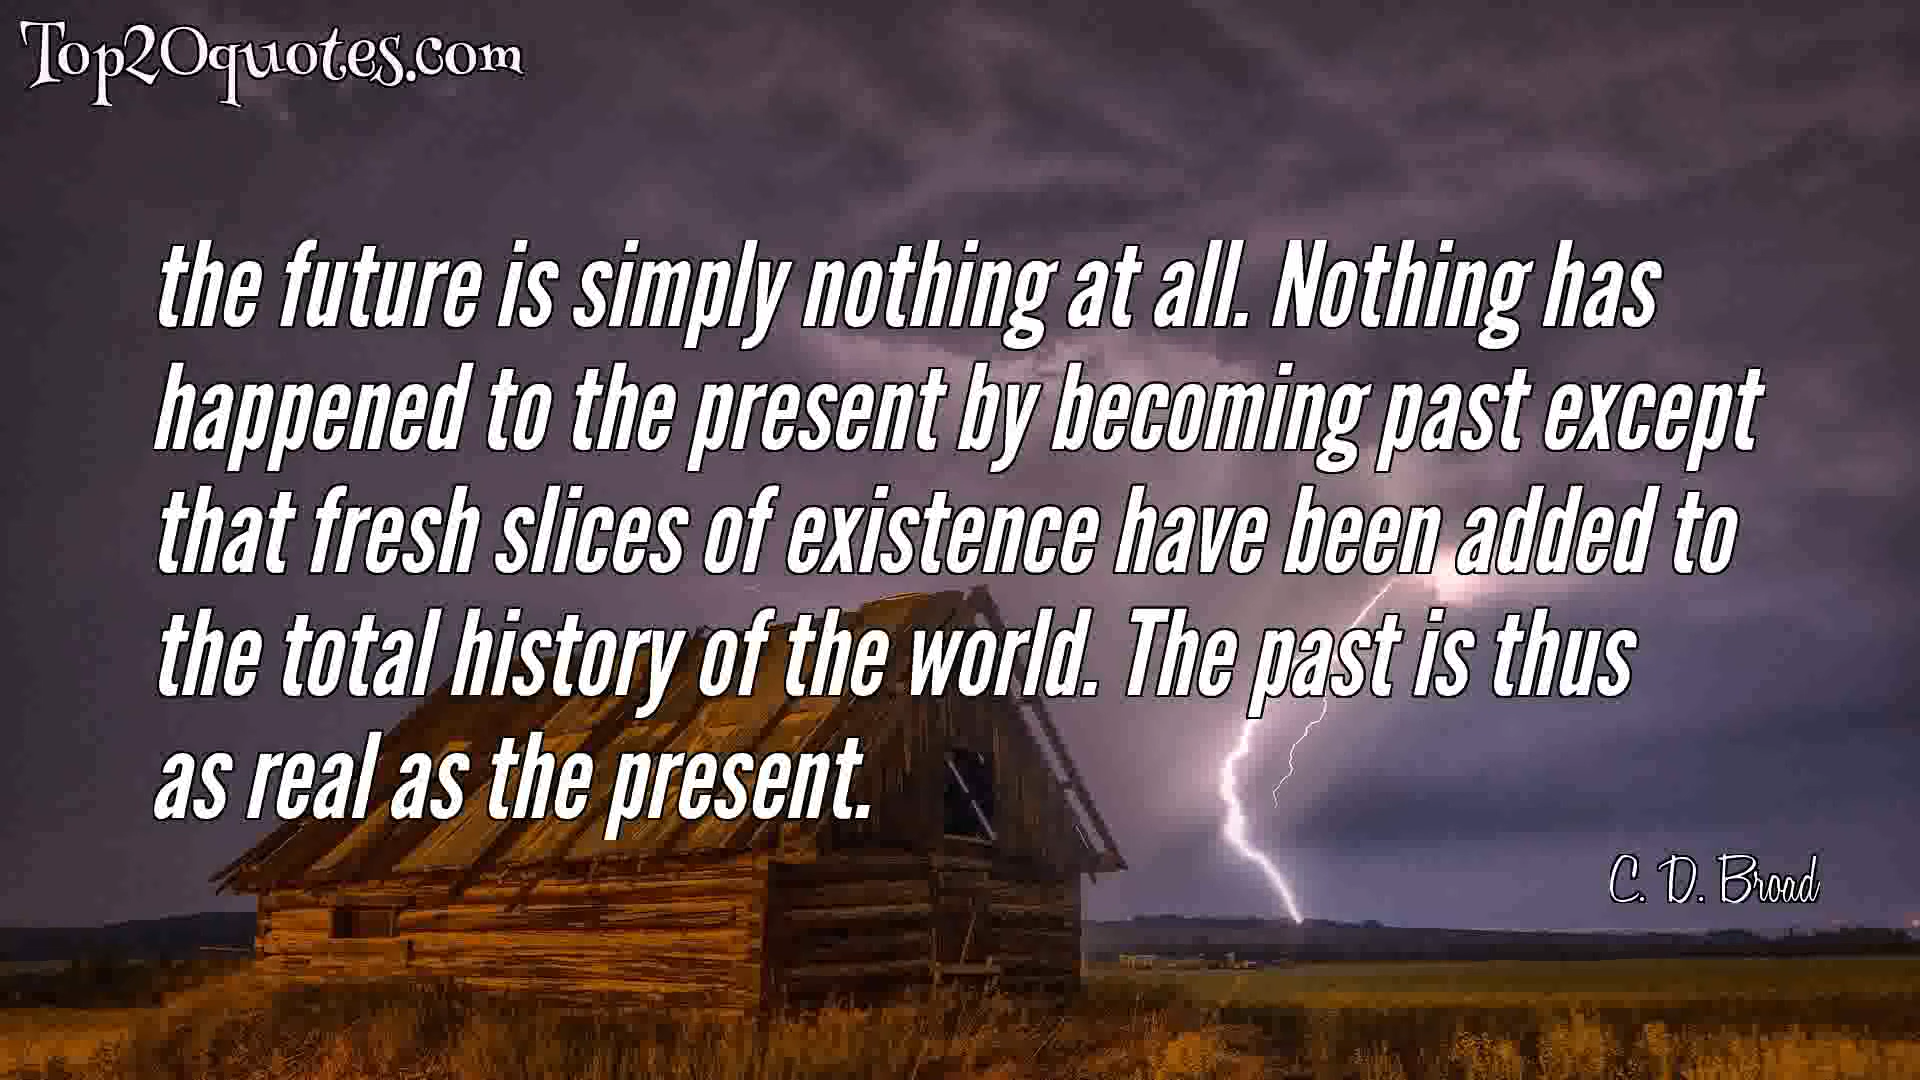 Top20quotes.com
the future is simply nothing at all. Nothing has
happened to the present by becoming past except
that fresh slices of existence have been added to
the total history of the world. The past is thus
as real as the present.
C. D. Broad